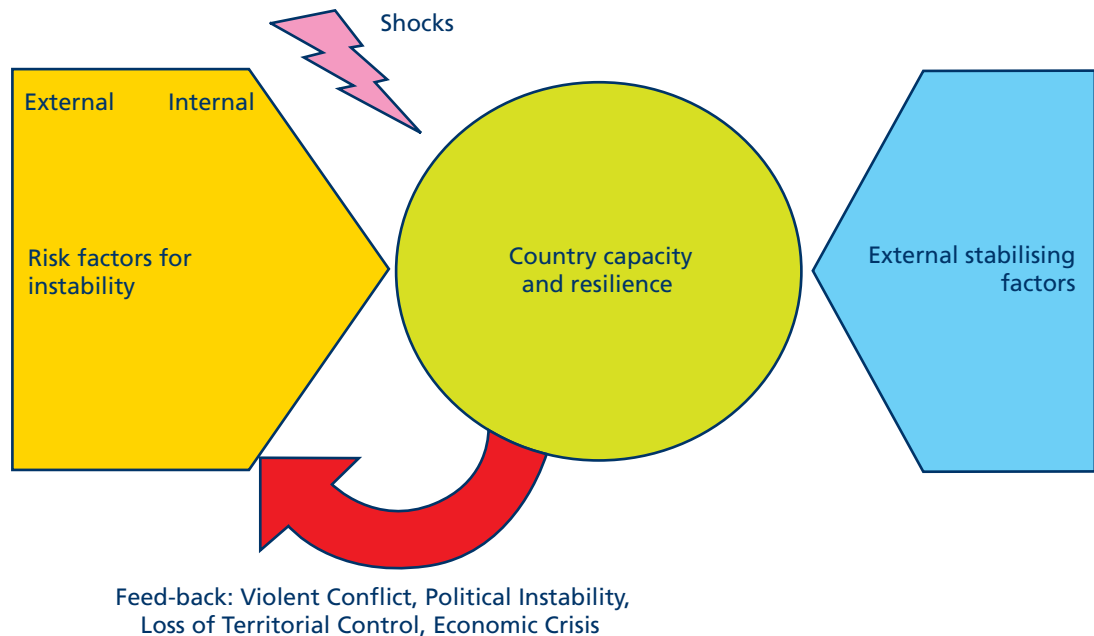 Shocks
External Internal
Risk factors for
instability
Country capacity
and resilience
External stabilising
factors
Feed-back: Violent Conflict, Political Instability,
Loss of Territorial Control, Economic Crisis